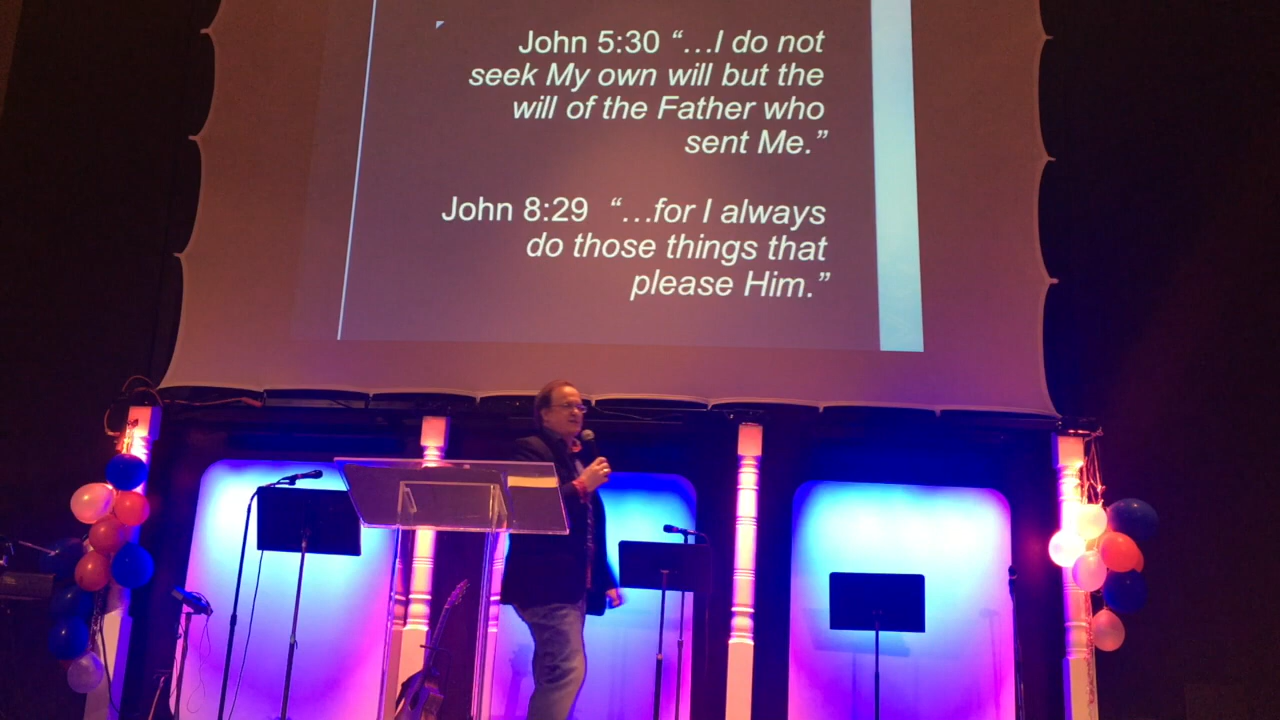 John 5:30 “…I do not
seek My own will but the
will of the Father who
sent Me.”
John 8:29 “…for I always
do those things that
please Him.”